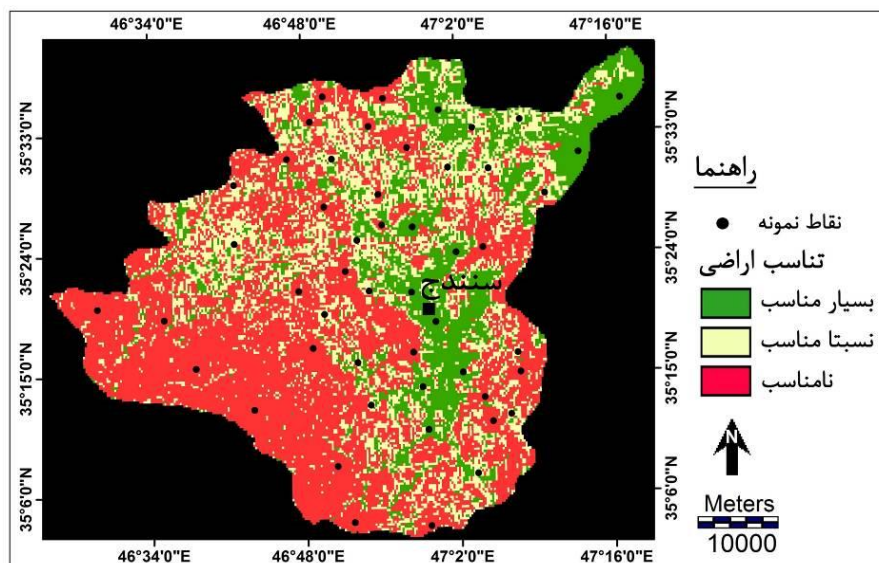 46°34'0"E 46°48'0"E 47°2'0"E 47°16'0"E
35°33'0"N
35°24'0"N
35°15'0"N
35°6'0"N
سنندج
35°33'0"N
35°24'0"N
35°15'0"N
35°6'0"N
46°34'0"E 46°48'0"E 47°2'0"E 47°16'0"E
راهنما
نقاط نمونه
تناسب اراضی
بسیار مناسب
نسبتا مناسب
نامناسب
N
Meters
10000